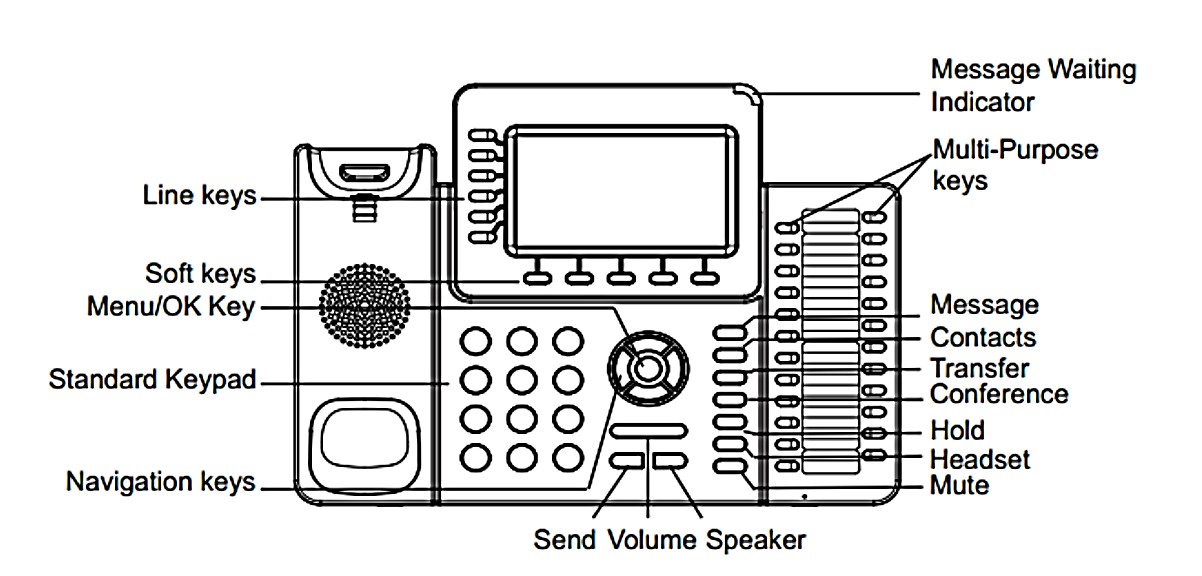 Message Waiting
Indicator
Multi-Purpose
keys
Line keys
Soft keys
Menu/OK Key
Message
Contacts
Transfer
Standard Keypad
Conference
Hold
Headset
Navigation keys
Mute
Send Volume Speaker